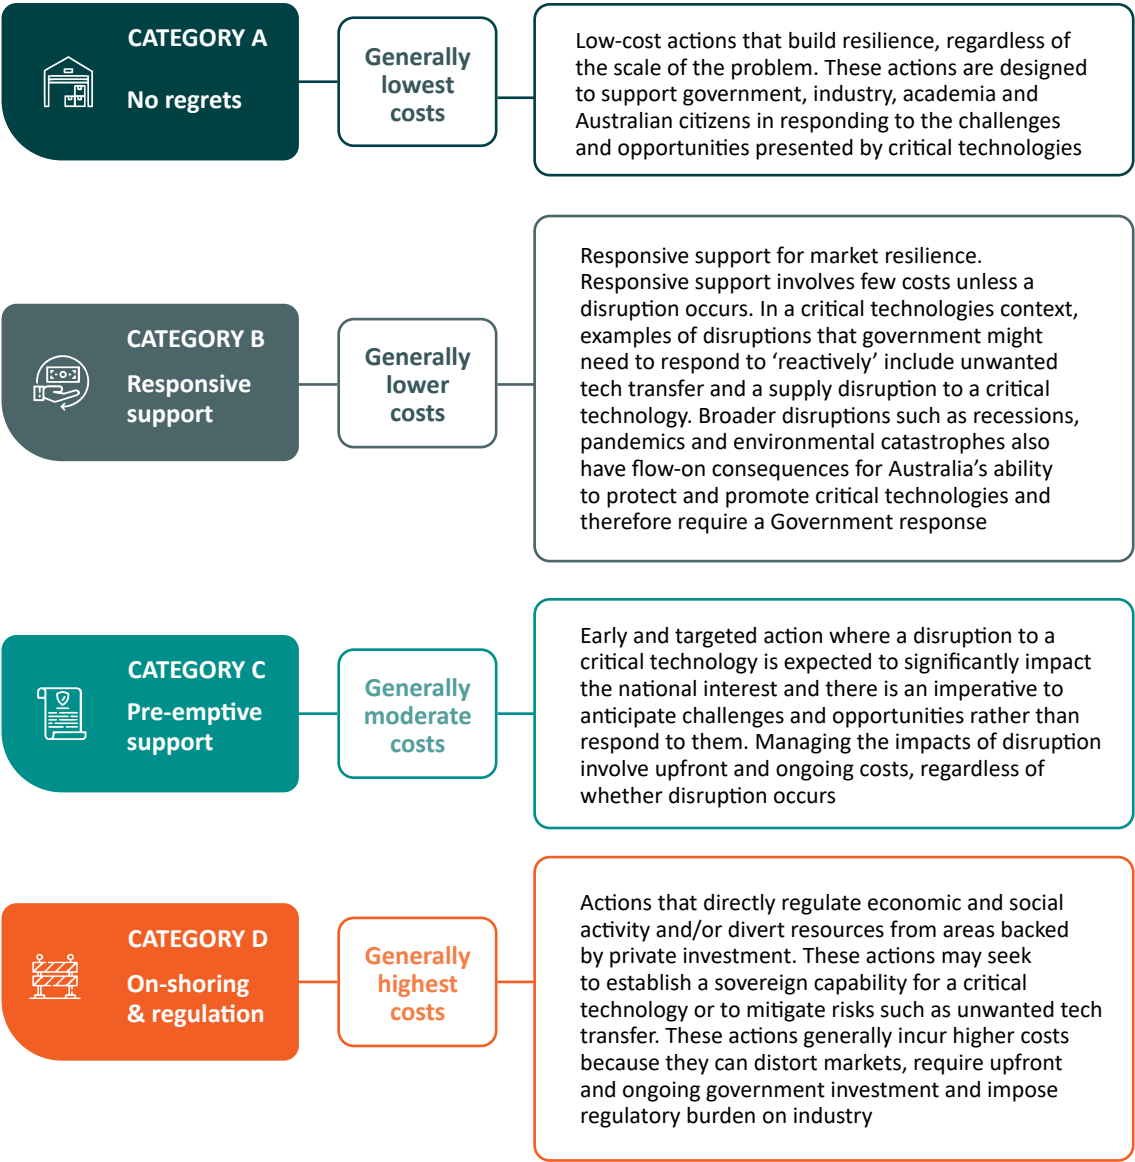 CATEGORY A
No regrets
Generally
lowest
costs
Low-cost actions that build resilience, regardless of
the scale of the problem. These actions are designed
to support government, industry, academia and
Australian citizens in responding to the challenges
and opportunities presented by critical technologies
CATEGORY B
Responsive
support
Generally
lower
costs
Responsive support for market resilience.
Responsive support involves few costs unless a
disruption occurs. In a critical technologies context,
examples of disruptions that government might
need to respond to ‘reactively’ include unwanted
tech transfer and a supply disruption to a critical
technology. Broader disruptions such as recessions,
pandemics and environmental catastrophes also
have flow-on consequences for Australia’s ability
to protect and promote critical technologies and
therefore require a Government response
CATEGORY C
Pre-emptive
support
Generally
moderate
costs
Early and targeted action where a disruption to a
critical technology is expected to significantly impact
the national interest and there is an imperative to
anticipate challenges and opportunities rather than
respond to them. Managing the impacts of disruption
involve upfront and ongoing costs, regardless of
whether disruption occurs
CATEGORY D
On-shoring
& regulation
Generally
highest
costs
Actions that directly regulate economic and social
activity and/or divert resources from areas backed
by private investment. These actions may seek
to establish a sovereign capability for a critical
technology or to mitigate risks such as unwanted tech
transfer. These actions generally incur higher costs
because they can distort markets, require upfront
and ongoing government investment and impose
regulatory burden on industry